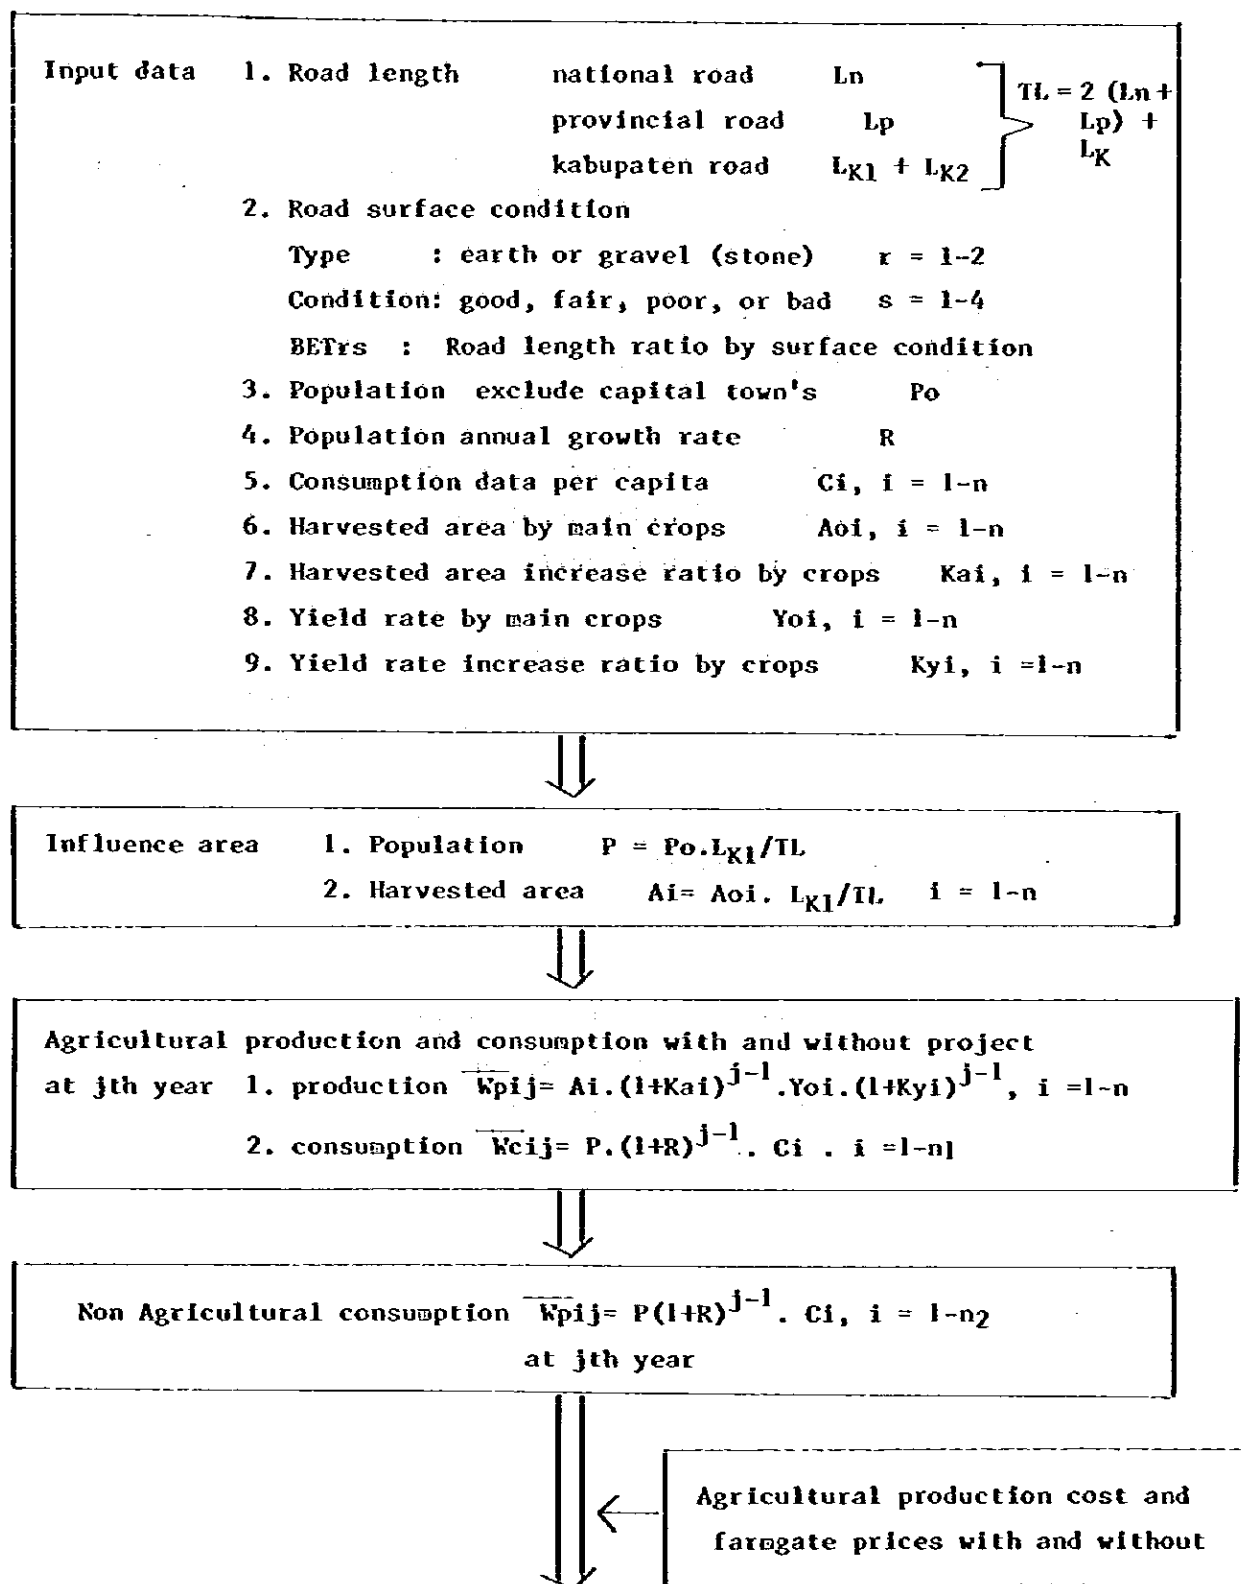 Input data 1. Road length national road Ln
TL = 2 (Ln +
provincial road Lp
Lp) +
kabupaten road L_K1 + L_K2
L_K
2. Road surface condition
Type : earth or gravel (stone) r = 1-2
Condition: good, fair, poor, or bad s = 1-4
BETrs : Road length ratio by surface condition
3. Population exclude capital town's Po
4. Population annual growth rate R
5. Consumption data per capita Ci, i = 1-n
6. Harvested area by main crops Aoi, i = 1-n
7. Harvested area increase ratio by crops Kai, i = 1-n
8. Yield rate by main crops Yoi, i = 1-n
9. Yield rate increase ratio by crops Kyi, i =1-n
Influence area 1. Population P = Po.L_K1/TL
2. Harvested area Ai= Aoi. L_K1/TL i = 1-n
Agricultural production and consumption with and without project
at jth year 1. production Wpij= Ai.(1+Kai)^j-1.Yoi.(1+Kyi)^j-1, i =1-n
2. consumption Wcij= P.(1+R)^j-1. Ci . i =1-n1
Non Agricultural consumption Wpij= P(1+R)^j-1. Ci, i = 1-n2
at jth year
Agricultural production cost and
farmgate prices with and without